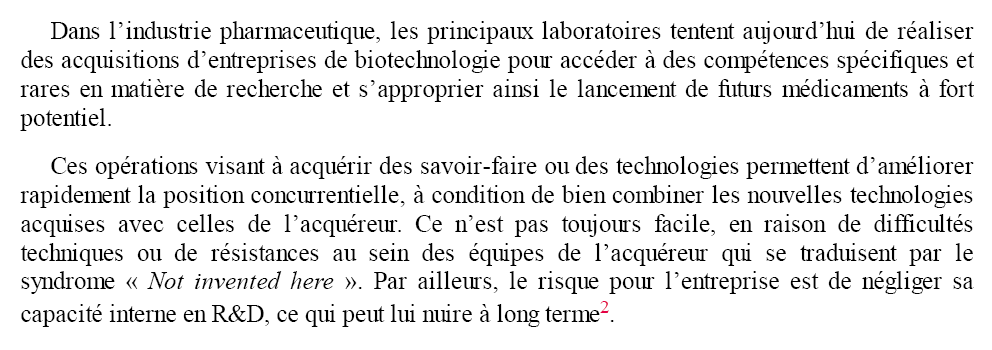 Dans l’industrie pharmaceutique, les principaux laboratoires tentent aujourd’hui de réaliser
des acquisitions d’entreprises de biotechnologie pour accéder à des compétences spécifiques et
rares en matière de recherche et s’approprier ainsi le lancement de futurs médicaments à fort
potentiel.
Ces opérations visant à acquérir des savoir-faire ou des technologies permettent d’améliorer
rapidement la position concurrentielle, à condition de bien combiner les nouvelles technologies
acquises avec celles de l’acquéreur. Ce n’est pas toujours facile, en raison de difficultés
techniques ou de résistances au sein des équipes de l’acquéreur qui se traduisent par le
syndrome « Not invented here ». Par ailleurs, le risque pour l’entreprise est de négliger sa
capacité interne en R&D, ce qui peut lui nuire à long terme2.